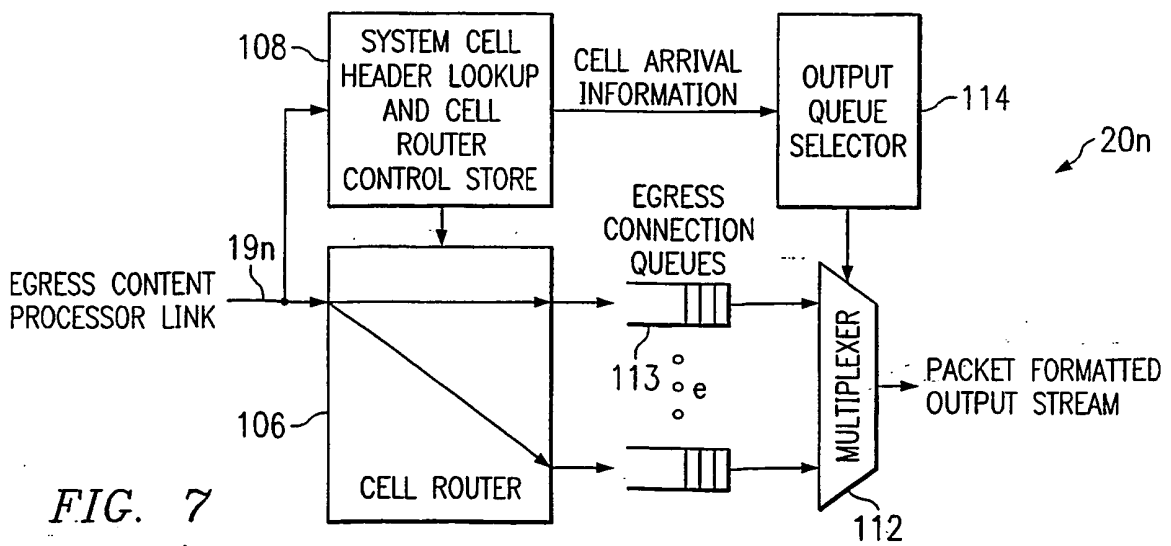 108
SYSTEM CELL
HEADER LOOKUP
AND CELL
ROUTER
CONTROL STORE
CELL ARRIVAL
INFORMATION
OUTPUT
QUEUE
SELECTOR
114
20n
EGRESS
CONNECTION
QUEUES
19n
EGRESS CONTENT
PROCESSOR LINK
113
e
MULTIPLEXER
PACKET FORMATTED
OUTPUT STREAM
106
CELL ROUTER
112
FIG. 7